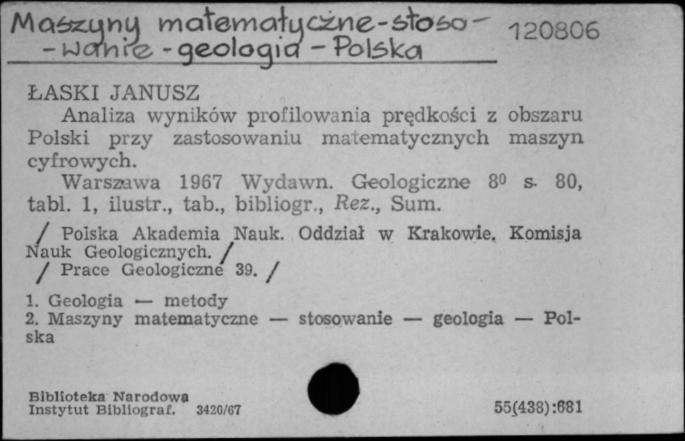 Maszyny matematyczne-stoso-
-wanie-geologia-Polska
120806
ŁASKI JANUSZ
Analiza wyników profilowania prędkości z obszaru
Polski przy zastosowaniu matematycznych maszyn
cyfrowych.
Warszawa 1967 Wydawn. Geologiczne 8⁰ s. 80,
tabl. 1, ilustr., tab., bibliogr., Rez., Sum.
/ Polska Akademia Nauk. Oddział w Krakowie. Komisja
Nauk Geologicznych. /
/ Prace Geologiczne 39. /
1. Geologia — metody
2. Maszyny matematyczne — stosowanie — geologia — Pol-
ska
Biblioteka Narodowa
Instytut Bibliograf. 3420/67
55(438):681